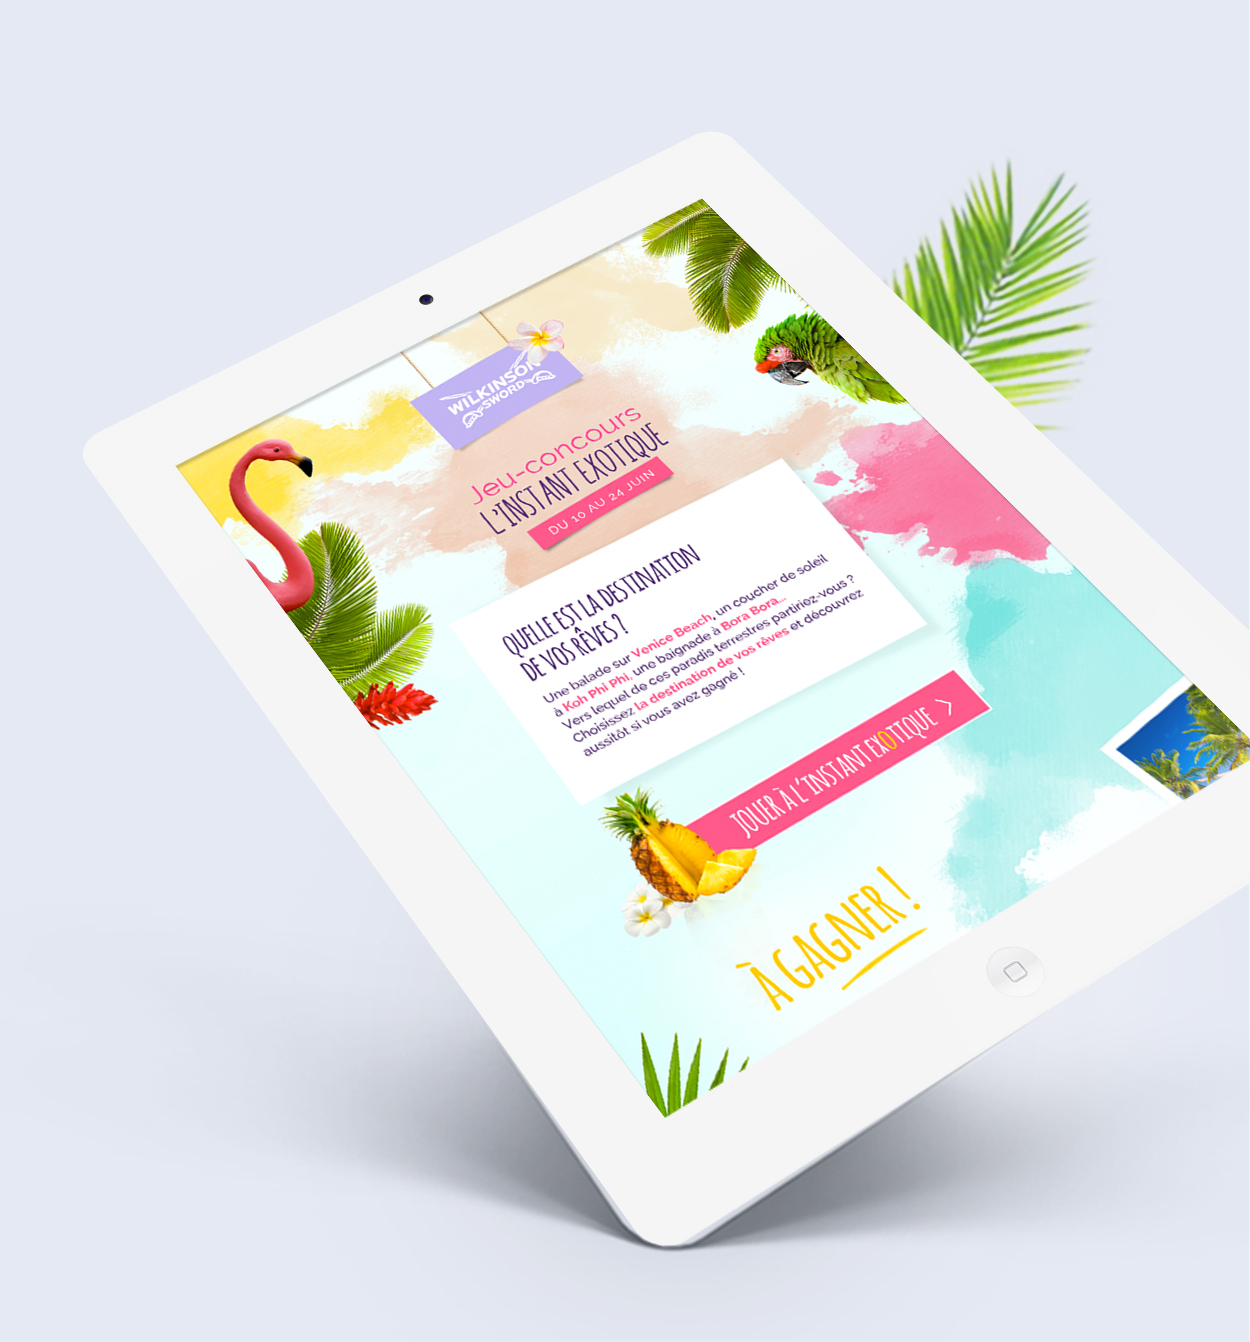 WILKINSON
SWORD
Jeu-concours
L'INSTANT EXOTIQUE
DU 10 AU 24 JUIN
QUELLE EST LA DESTINATION
DE VOS RÊVES ?
Une balade sur Venice Beach, un coucher de soleil
à Koh Phi Phi, une baignade à Bora Bora...
Vers lequel de ces paradis terrestres partiriez-vous ?
Choisissez la destination de vos rêves et découvrez
aussitôt si vous avez gagné !
JOUER À L'INSTANT EXOTIQUE >
À GAGNER !